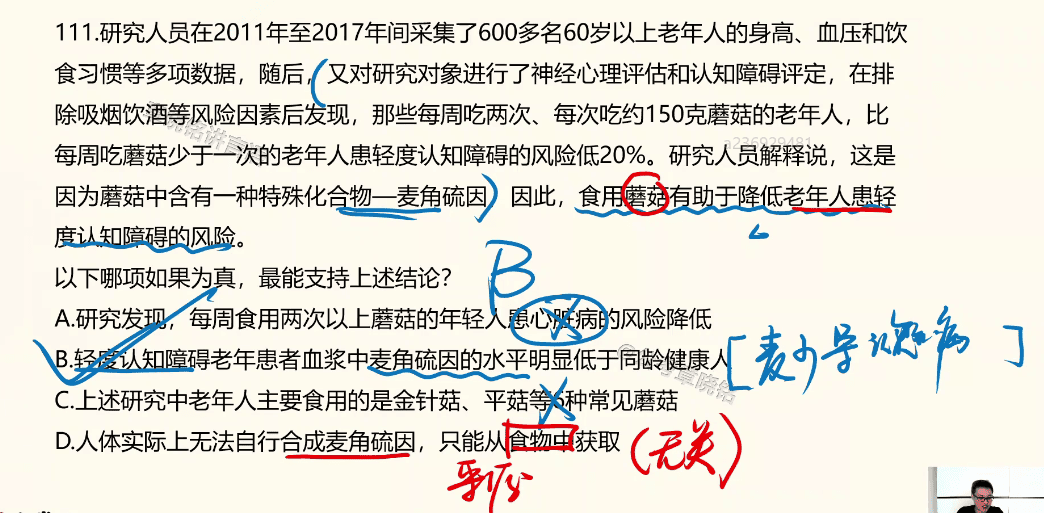 111.研究人员在2011年至2017年间采集了600多名60岁以上老年人的身高、血压和饮
食习惯等多项数据，随后，又对研究对象进行了神经心理评估和认知障碍评定，在排
除吸烟饮酒等风险因素后发现，那些每周吃两次、每次吃约150克蘑菇的老年人，比
a236929491
每周吃蘑菇少于一次的老年人患轻度认知障碍的风险低20%。研究人员解释说，这是
因为蘑菇中含有一种特殊化合物—麦角硫因）因此，食用蘑菇有助于降低老年人患轻
度认知障碍的风险。
以下哪项如果为真，最能支持上述结论？
B
A.研究发现，每周食用两次以上蘑菇的年轻人患心脏病的风险降低
B.轻度认知障碍老年患者血浆中麦角硫因的水平明显低于同龄健康人
[麦少导认知病]
C.上述研究中老年人主要食用的是金针菇、平菇等6种常见蘑菇
D.人体实际上无法自行合成麦角硫因，只能从食物中获取
(无关)